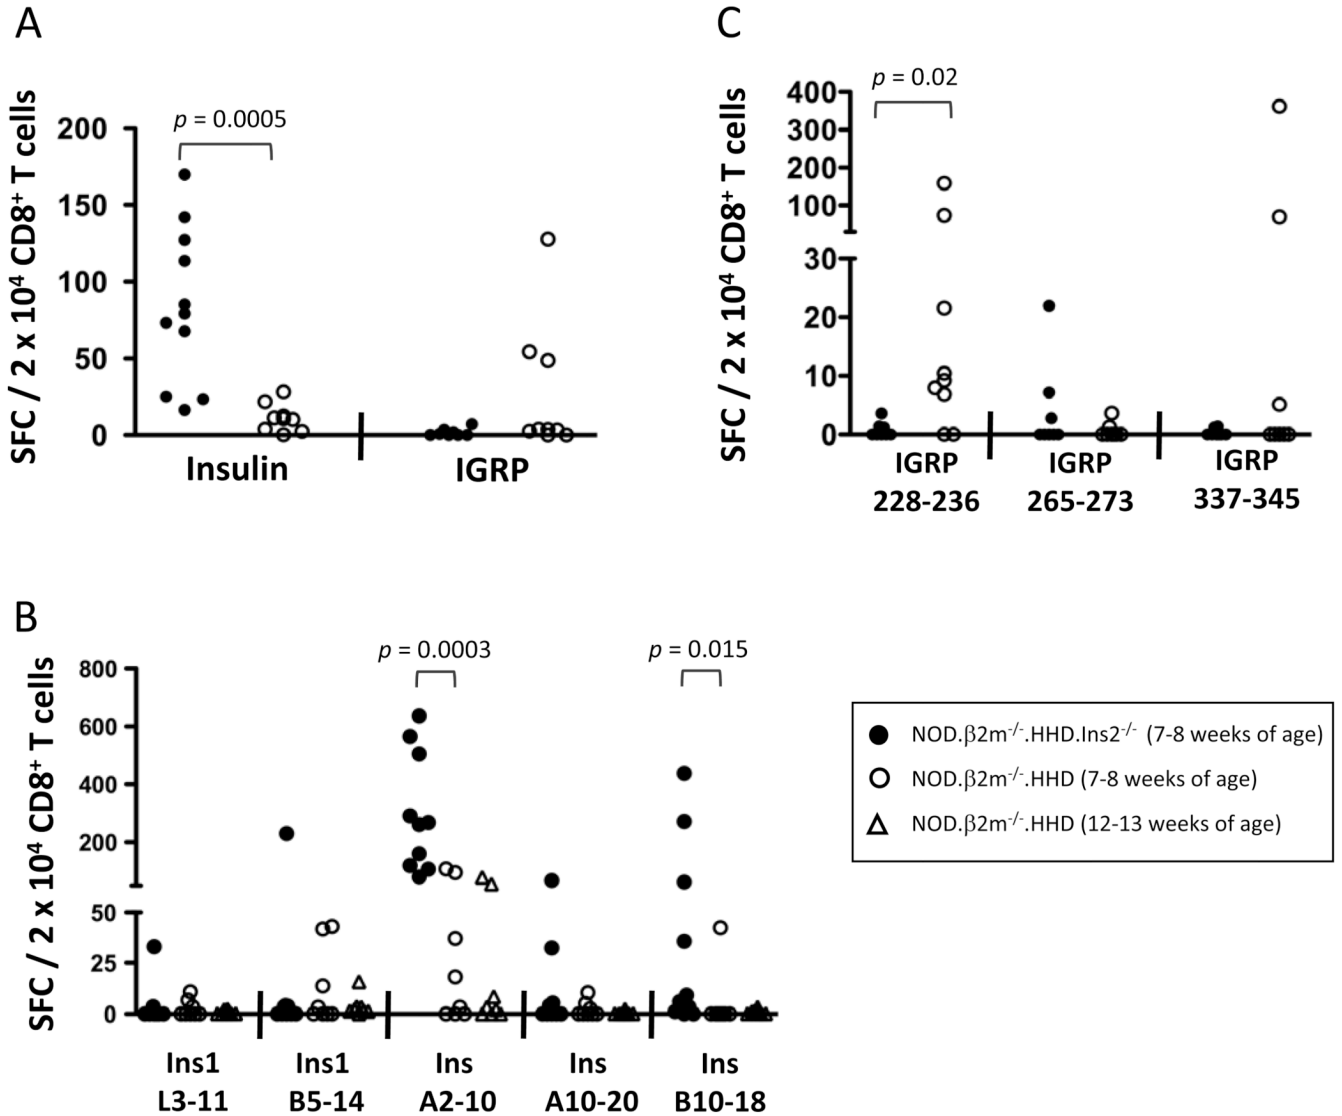 A
SFC / 2 x 10⁴ CD8⁺ T cells
200
150
100
50
0
p = 0.0005
Insulin
IGRP
C
SFC / 2 x 10⁴ CD8⁺ T cells
400
300
200
100
30
20
10
0
p = 0.02
IGRP IGRP IGRP
228-236 265-273 337-345
B
SFC / 2 x 10⁴ CD8⁺ T cells
800
600
400
200
50
25
0
p = 0.0003
p = 0.015
Ins1 Ins1 Ins Ins Ins
L3-11 B5-14 A2-10 A10-20 B10-18
NOD.β2m⁻/⁻.HHD.Ins2⁻/⁻ (7-8 weeks of age)
NOD.β2m⁻/⁻.HHD (7-8 weeks of age)
NOD.β2m⁻/⁻.HHD (12-13 weeks of age)